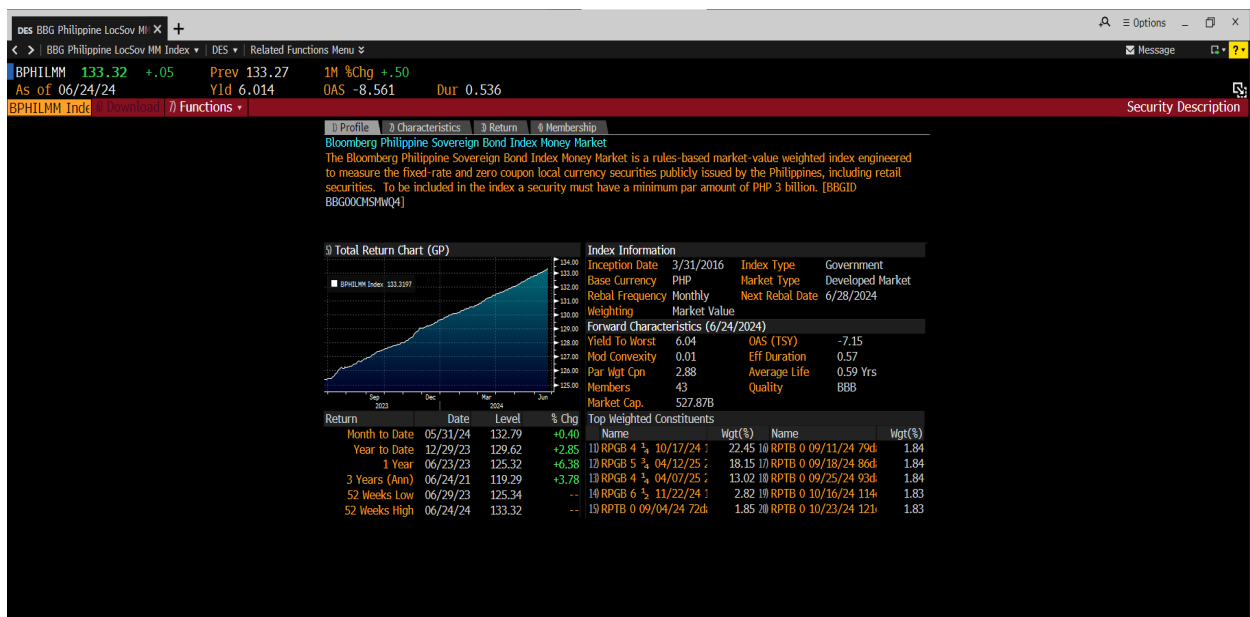 DES BBG Philippine LocSov MI X +
Options
< > BBG Philippine LocSov MM Index ▾ DES ▾ Related Functions Menu Message ?
BPHILMM 133.32 +.05 Prev 133.27 1M %Chg +.50
As of 06/24/24 Yld 6.014 OAS -8.561 Dur 0.536
BPHILMM Inde Download 7) Functions ▾ Security Description
1) Profile 2) Characteristics 3) Return 4) Membership
Bloomberg Philippine Sovereign Bond Index Money Market
The Bloomberg Philippine Sovereign Bond Index Money Market is a rules-based market-value weighted index engineered
to measure the fixed-rate and zero coupon local currency securities publicly issued by the Philippines, including retail
securities. To be included in the index a security must have a minimum par amount of PHP 3 billion. [BBGID
BBG00CMSMWQ4]
5) Total Return Chart (GP)
BPHILMM Index 133.3197
134.00
133.00
132.00
131.00
130.00
129.00
128.00
127.00
126.00
125.00
Sep Dec Mar Jun
2023 2024
Index Information
Inception Date 3/31/2016 Index Type Government
Base Currency PHP Market Type Developed Market
Rebal Frequency Monthly Next Rebal Date 6/28/2024
Weighting Market Value
Forward Characteristics (6/24/2024)
Yield To Worst 6.04 OAS (TSY) -7.15
Mod Convexity 0.01 Eff Duration 0.57
Par Wgt Cpn 2.88 Average Life 0.59 Yrs
Members 43 Quality BBB
Market Cap. 527.87B
Return Date Level % Chg
Month to Date 05/31/24 132.79 +0.40
Year to Date 12/29/23 129.62 +2.85
1 Year 06/23/23 125.32 +6.38
3 Years (Ann) 06/24/21 119.29 +3.78
52 Weeks Low 06/29/23 125.34 --
52 Weeks High 06/24/24 133.32 --
Top Weighted Constituents
Name Wgt(%) Name Wgt(%)
11) RPGB 4 ¼ 10/17/24 1 22.45 16) RPTB 0 09/11/24 79d 1.84
12) RPGB 5 ¾ 04/12/25 2 18.15 17) RPTB 0 09/18/24 86d 1.84
13) RPGB 4 ¼ 04/07/25 2 13.02 18) RPTB 0 09/25/24 93d 1.84
14) RPGB 6 ½ 11/22/24 1 2.82 19) RPTB 0 10/16/24 114 1.83
15) RPTB 0 09/04/24 72d 1.85 20) RPTB 0 10/23/24 121 1.83